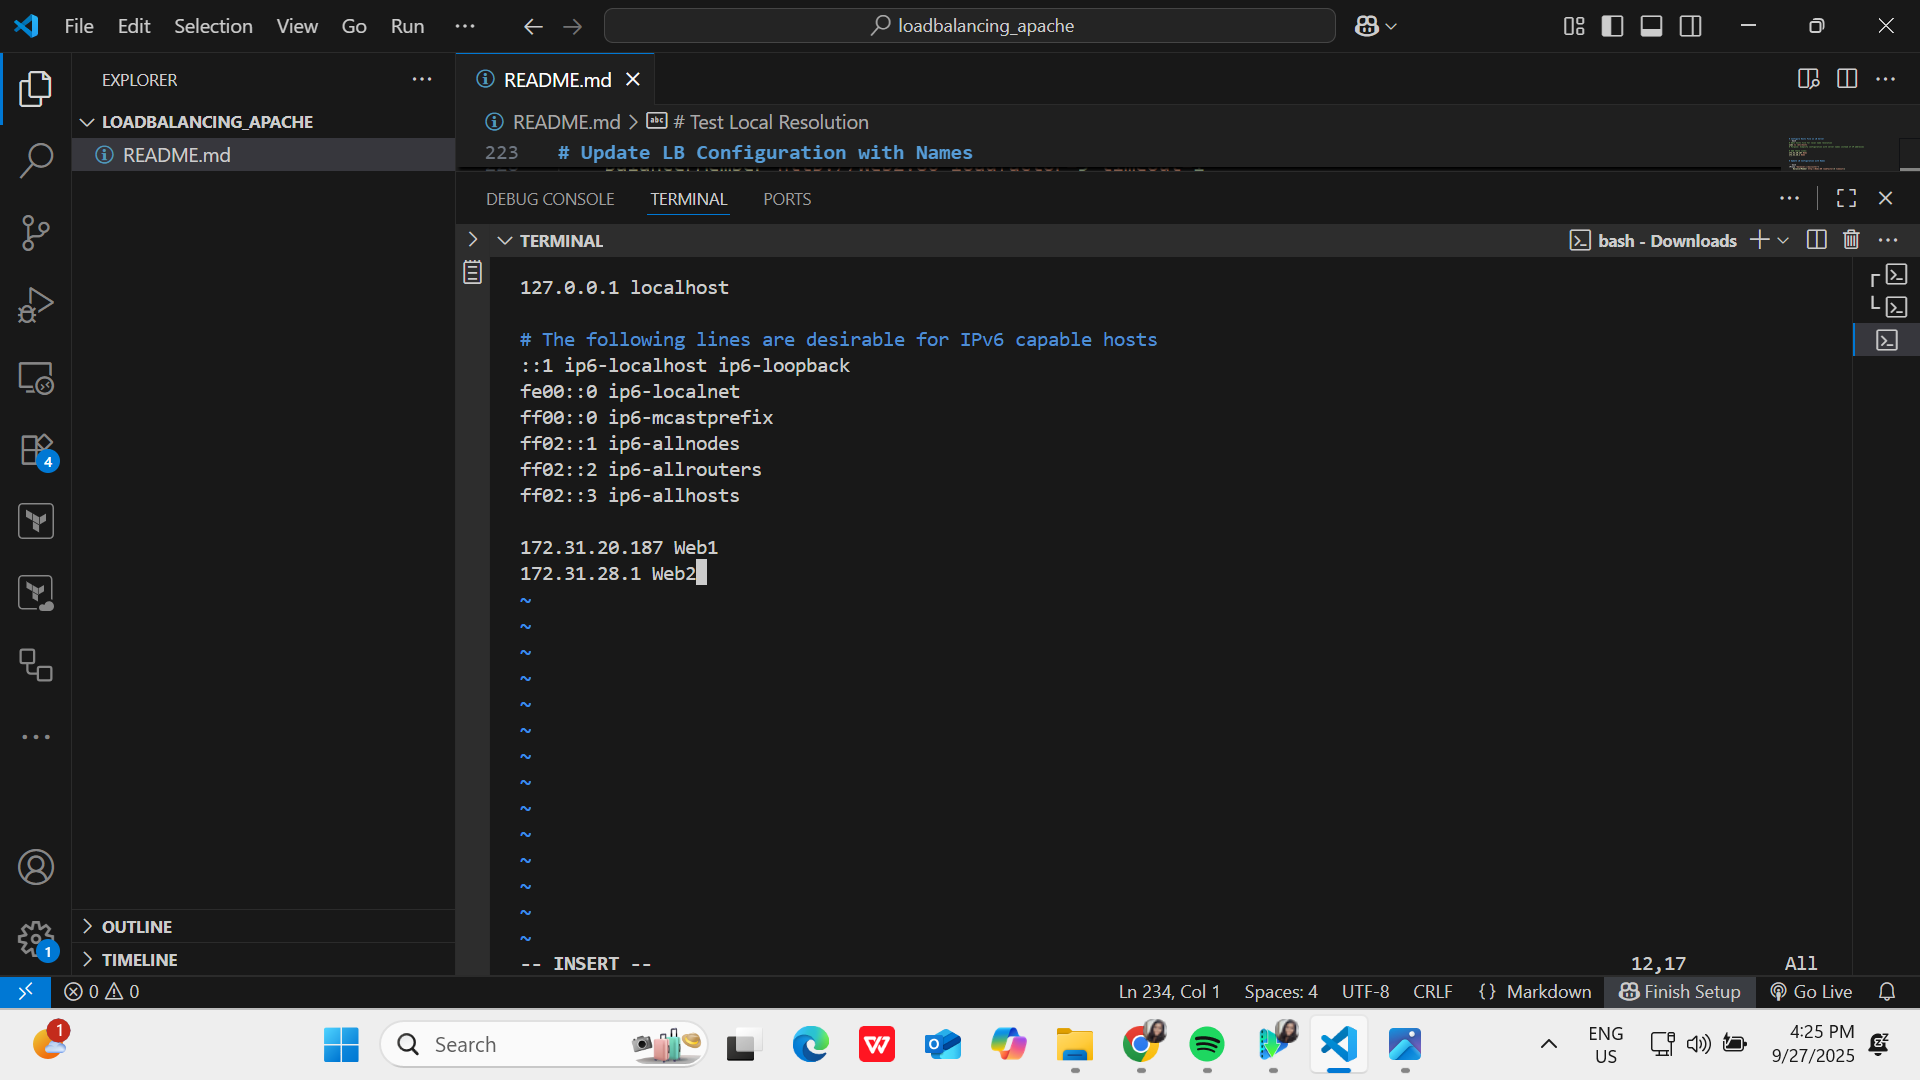 File Edit Selection View Go Run ··· loadbalancing_apache
EXPLORER ···
LOADBALANCING_APACHE
README.md
README.md
README.md > # Test Local Resolution
223 # Update LB Configuration with Names
DEBUG CONSOLE TERMINAL PORTS
TERMINAL bash - Downloads
127.0.0.1 localhost
# The following lines are desirable for IPv6 capable hosts
::1 ip6-localhost ip6-loopback
fe00::0 ip6-localnet
ff00::0 ip6-mcastprefix
ff02::1 ip6-allnodes
ff02::2 ip6-allrouters
ff02::3 ip6-allhosts
172.31.20.187 Web1
172.31.28.1 Web2
~
~
~
~
~
~
~
~
~
~
~
~
~
~
-- INSERT -- 12,17 All
4
1
OUTLINE
TIMELINE
0 0 Ln 234, Col 1 Spaces: 4 UTF-8 CRLF {} Markdown Finish Setup Go Live
1 Search ENG US 4:25 PM 9/27/2025